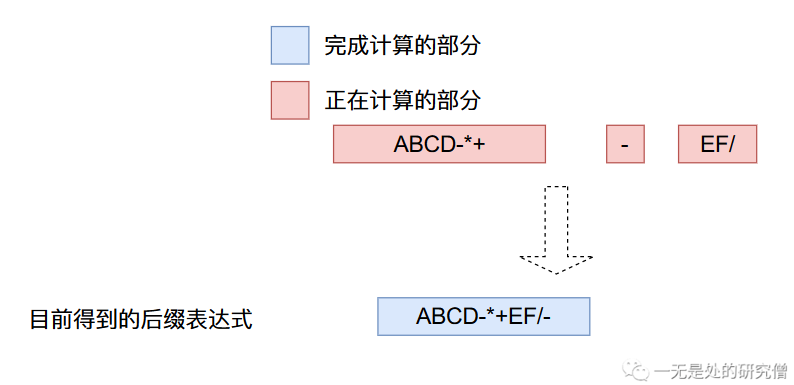 完成计算的部分
正在计算的部分
ABCD-*+ - EF/
目前得到的后缀表达式 ABCD-*+EF/-
一无是处的研究僧